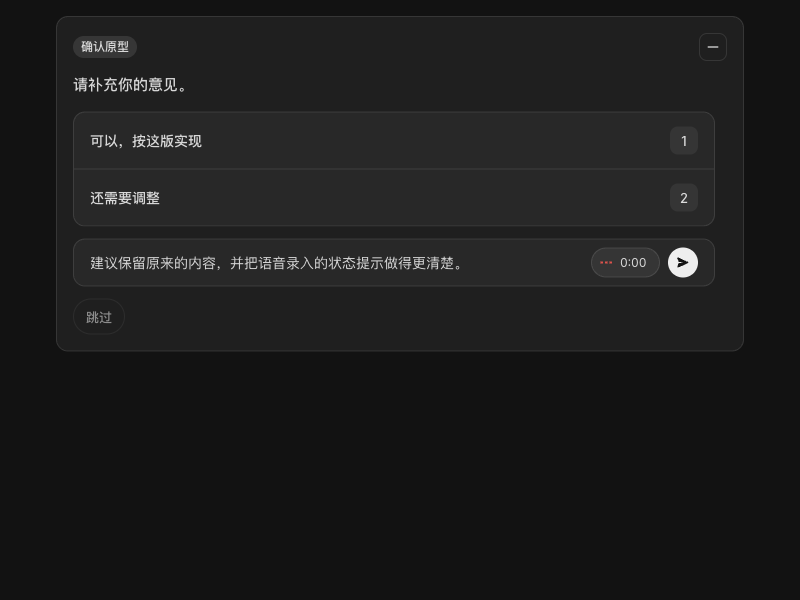 确认原型
请补充你的意见。
可以，按这版实现
1
还需要调整
2
建议保留原来的内容，并把语音录入的状态提示做得更清楚。
0:00
跳过